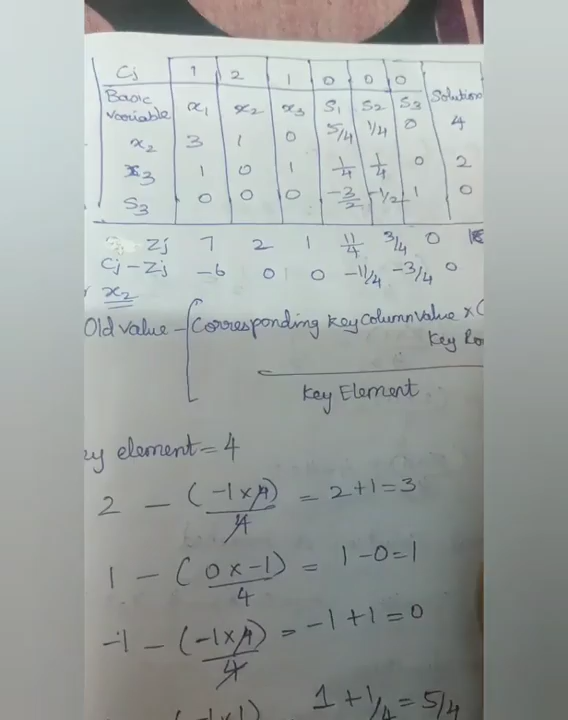 Cj 1 2 1 0 0 0
Basic Variable x1 x2 x3 S1 S2 S3 Solution
x2 3 1 0 5/4 1/4 0 4
x3 1 0 1 1/4 1/4 0 2
S3 0 0 0 -3/2 -1/2 1 0
Zj 7 2 1 11/4 3/4 0
Cj-Zj -6 0 0 -11/4 -3/4 0
x2
Old value - [Corresponding key column value x (
Key
Key Element
element = 4
2 - (-1 x 4)/4 = 2+1=3
1 - (0 x -1)/4 = 1-0=1
-1 - (-1 x 4)/4 = -1+1=0
1 + 1/4 = 5/4